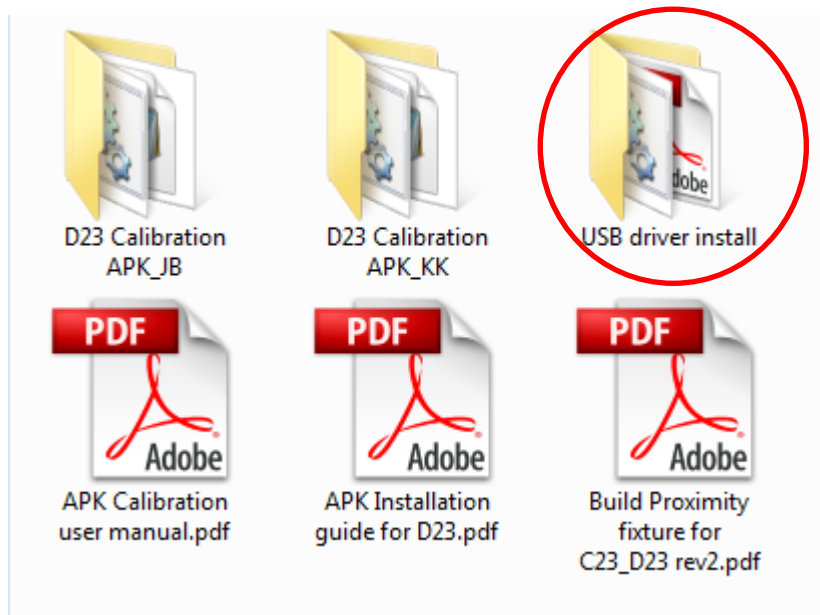 dobe
D23 Calibration
APK_JB
D23 Calibration
APK_KK
USB driver install
PDF
Adobe
PDF
Adobe
PDF
Adobe
APK Calibration
user manual.pdf
APK Installation
guide for D23.pdf
Build Proximity
fixture for
C23_D23 rev2.pdf